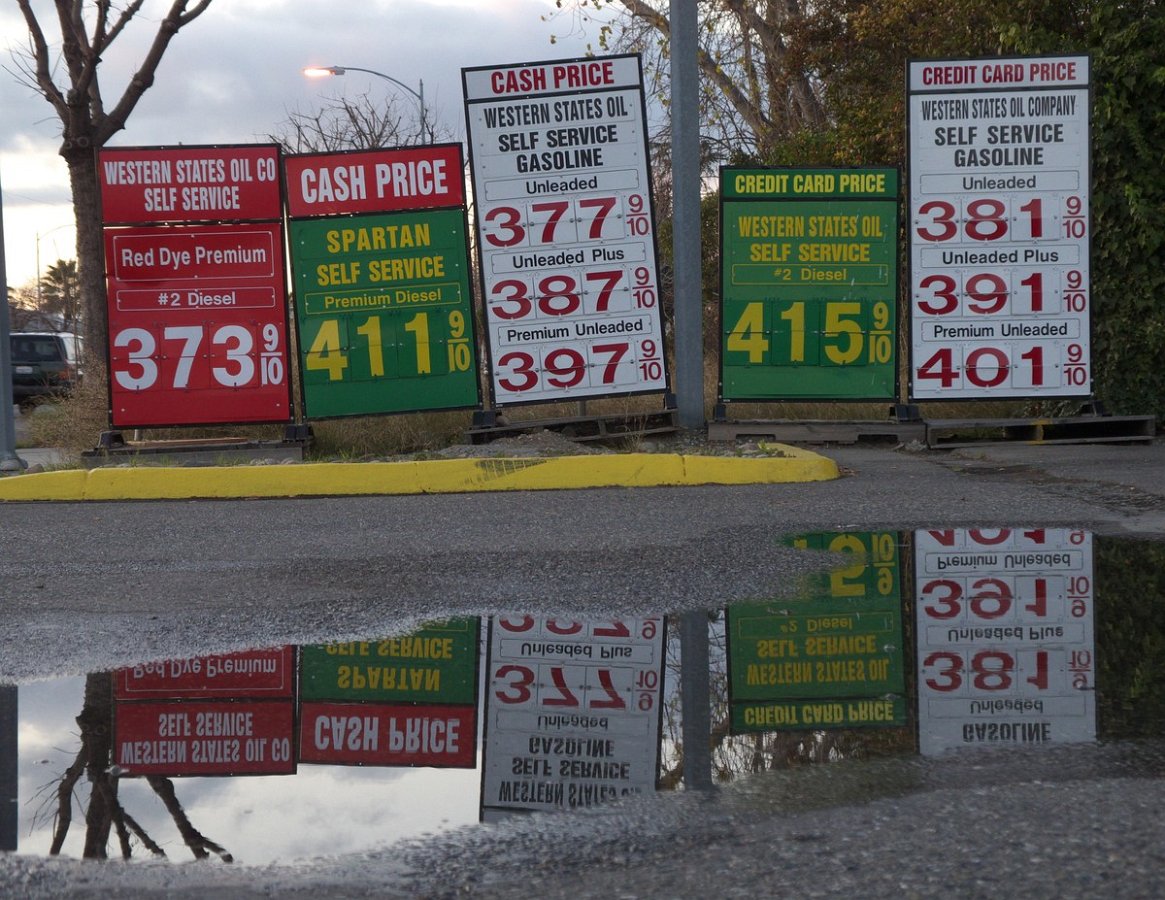 WESTERN STATES OIL CO
SELF SERVICE
Red Dye Premium
#2 Diesel
373 9/10
CASH PRICE
SPARTAN
SELF SERVICE
Premium Diesel
411 9/10
CASH PRICE
WESTERN STATES OIL
SELF SERVICE
GASOLINE
Unleaded
377 9/10
Unleaded Plus
387 9/10
Premium Unleaded
397 9/10
CREDIT CARD PRICE
WESTERN STATES OIL
SELF SERVICE
#2 Diesel
415 9/10
CREDIT CARD PRICE
WESTERN STATES OIL COMPANY
SELF SERVICE
GASOLINE
Unleaded
381 9/10
Unleaded Plus
391 9/10
Premium Unleaded
401 9/10